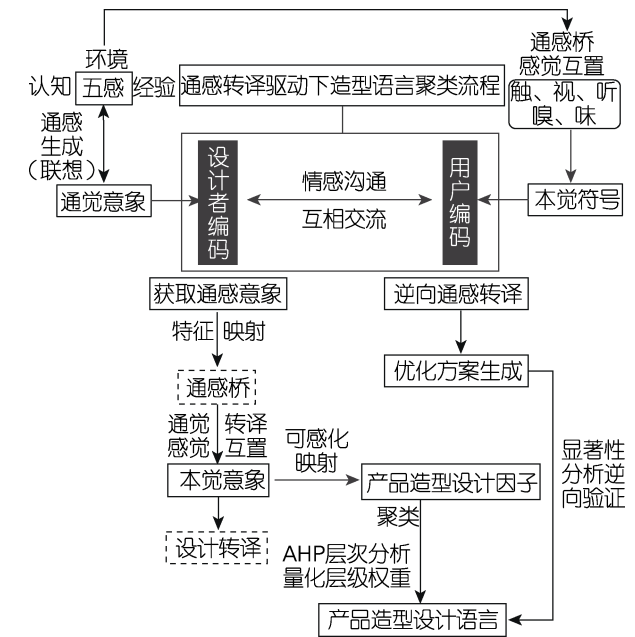 环境
认知 五感 经验
通感转译驱动下造型语言聚类流程
通感桥
感觉互置
触、视、听
嗅、味
通感
生成
（联想）
通觉意象
设计者编码
情感沟通
互相交流
用户编码
本觉符号
获取通感意象
逆向通感转译
特征 映射
优化方案生成
通感桥
通觉 转译
感觉 互置
可感化
映射
显著性
分析逆
向验证
本觉意象
产品造型设计因子
聚类
设计转译
AHP层次分析
量化层级权重
产品造型设计语言